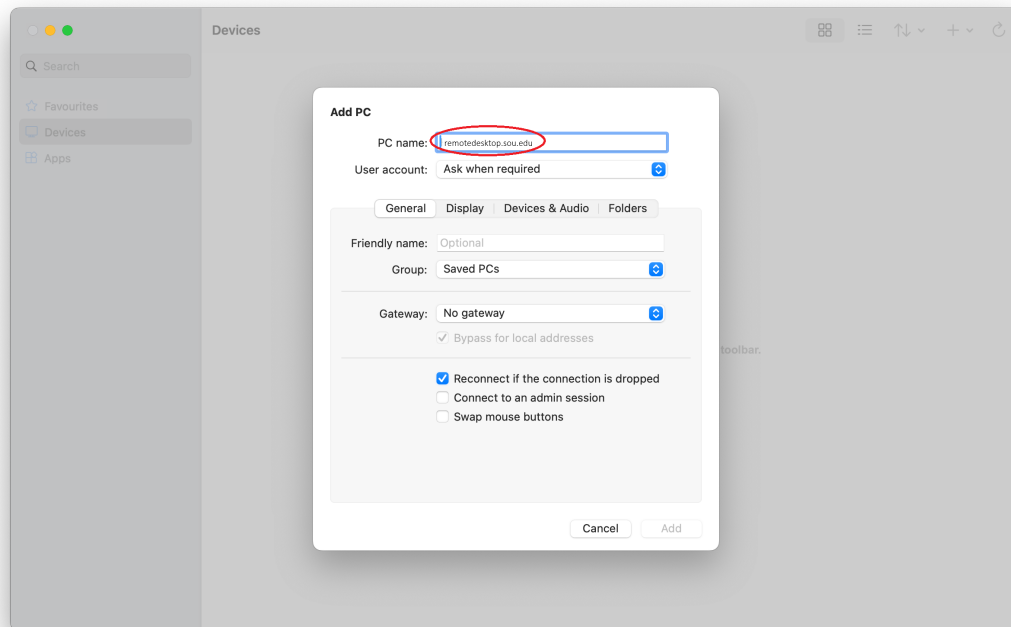 Devices
Search
Favourites
Devices
Apps
Add PC
PC name: remotedesktop.sou.edu
User account: Ask when required
General Display Devices & Audio Folders
Friendly name: Optional
Group: Saved PCs
Gateway: No gateway
Bypass for local addresses
toolbar.
Reconnect if the connection is dropped
Connect to an admin session
Swap mouse buttons
Cancel Add